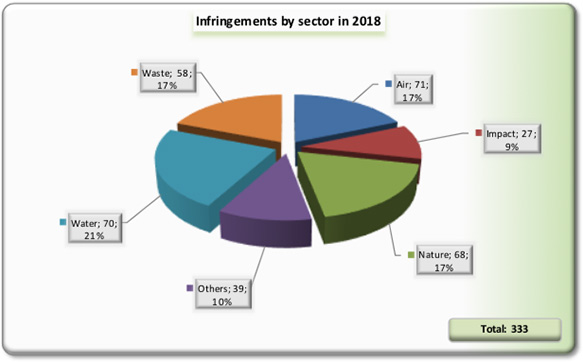 Infringements by sector in 2018
Waste; 58;
17%
Air; 71;
17%
Impact; 27;
9%
Water; 70;
21%
Nature; 68;
17%
Others; 39;
10%
Total: 333